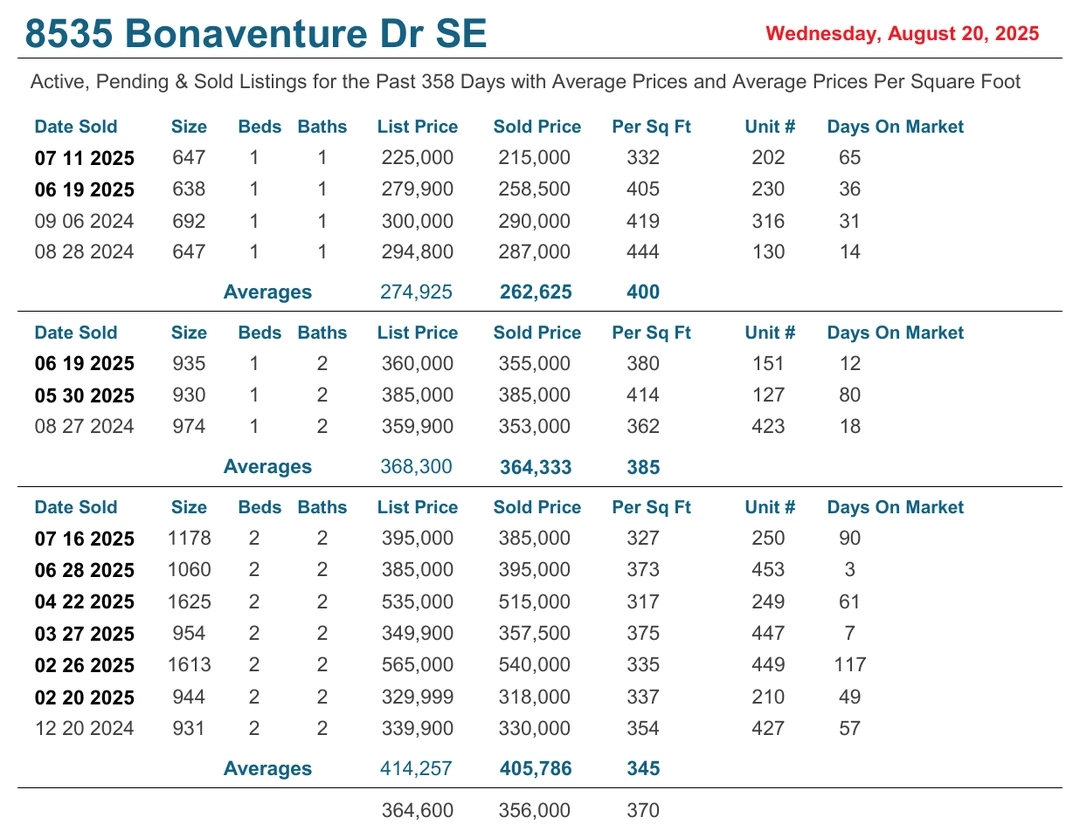 8535 Bonaventure Dr SE Wednesday, August 20, 2025
Active, Pending & Sold Listings for the Past 358 Days with Average Prices and Average Prices Per Square Foot
Date Sold Size Beds Baths List Price Sold Price Per Sq Ft Unit # Days On Market
07 11 2025 647 1 1 225,000 215,000 332 202 65
06 19 2025 638 1 1 279,900 258,500 405 230 36
09 06 2024 692 1 1 300,000 290,000 419 316 31
08 28 2024 647 1 1 294,800 287,000 444 130 14
Averages 274,925 262,625 400
Date Sold Size Beds Baths List Price Sold Price Per Sq Ft Unit # Days On Market
06 19 2025 935 1 2 360,000 355,000 380 151 12
05 30 2025 930 1 2 385,000 385,000 414 127 80
08 27 2024 974 1 2 359,900 353,000 362 423 18
Averages 368,300 364,333 385
Date Sold Size Beds Baths List Price Sold Price Per Sq Ft Unit # Days On Market
07 16 2025 1178 2 2 395,000 385,000 327 250 90
06 28 2025 1060 2 2 385,000 395,000 373 453 3
04 22 2025 1625 2 2 535,000 515,000 317 249 61
03 27 2025 954 2 2 349,900 357,500 375 447 7
02 26 2025 1613 2 2 565,000 540,000 335 449 117
02 20 2025 944 2 2 329,999 318,000 337 210 49
12 20 2024 931 2 2 339,900 330,000 354 427 57
Averages 414,257 405,786 345
364,600 356,000 370